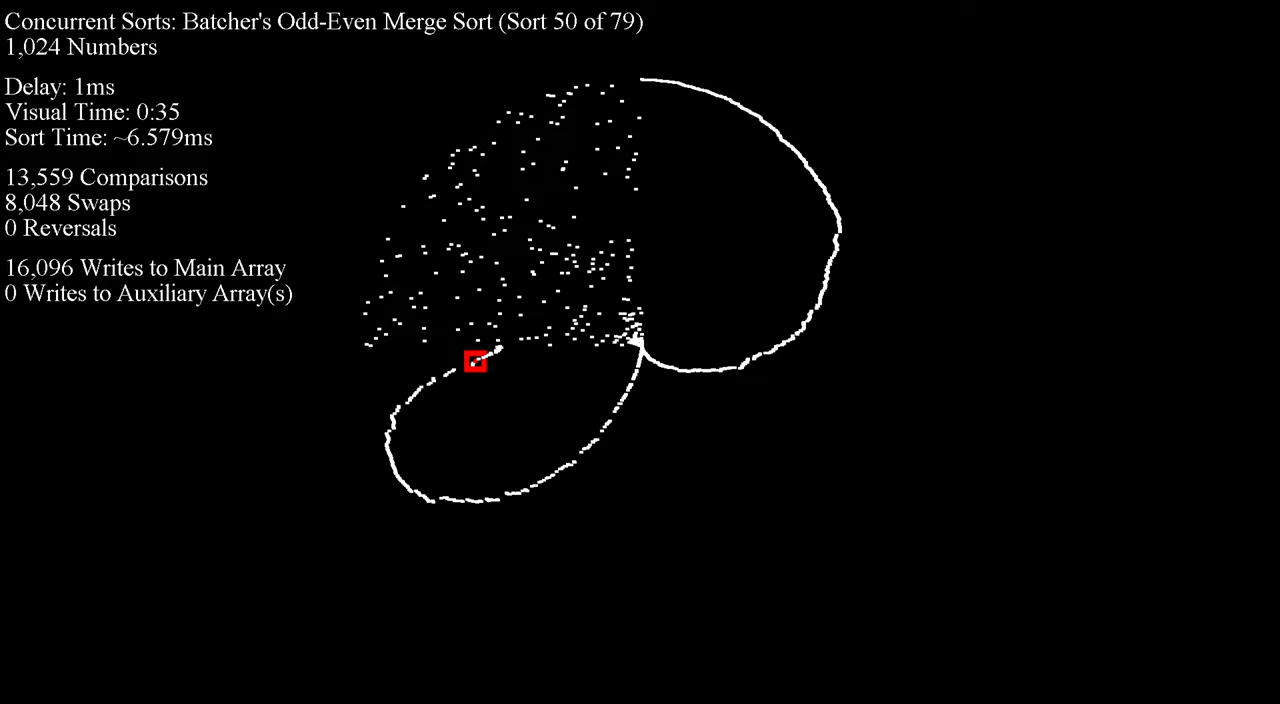 Concurrent Sorts: Batcher's Odd-Even Merge Sort (Sort 50 of 79)
1,024 Numbers
Delay: 1ms
Visual Time: 0:35
Sort Time: ~6.579ms
13,559 Comparisons
8,048 Swaps
0 Reversals
16,096 Writes to Main Array
0 Writes to Auxiliary Array(s)